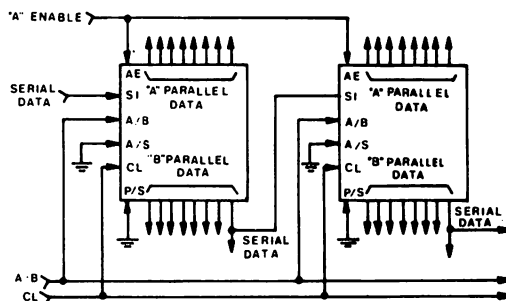 "A" ENABLE
AE
SERIAL
DATA
SI
"A" PARALLEL
DATA
A/B
A/S
CL
"B" PARALLEL
DATA
P/S
SERIAL
DATA
AE
SI
"A" PARALLEL
DATA
A/B
A/S
CL
"B" PARALLEL
DATA
P/S
SERIAL
DATA
A·B
CL